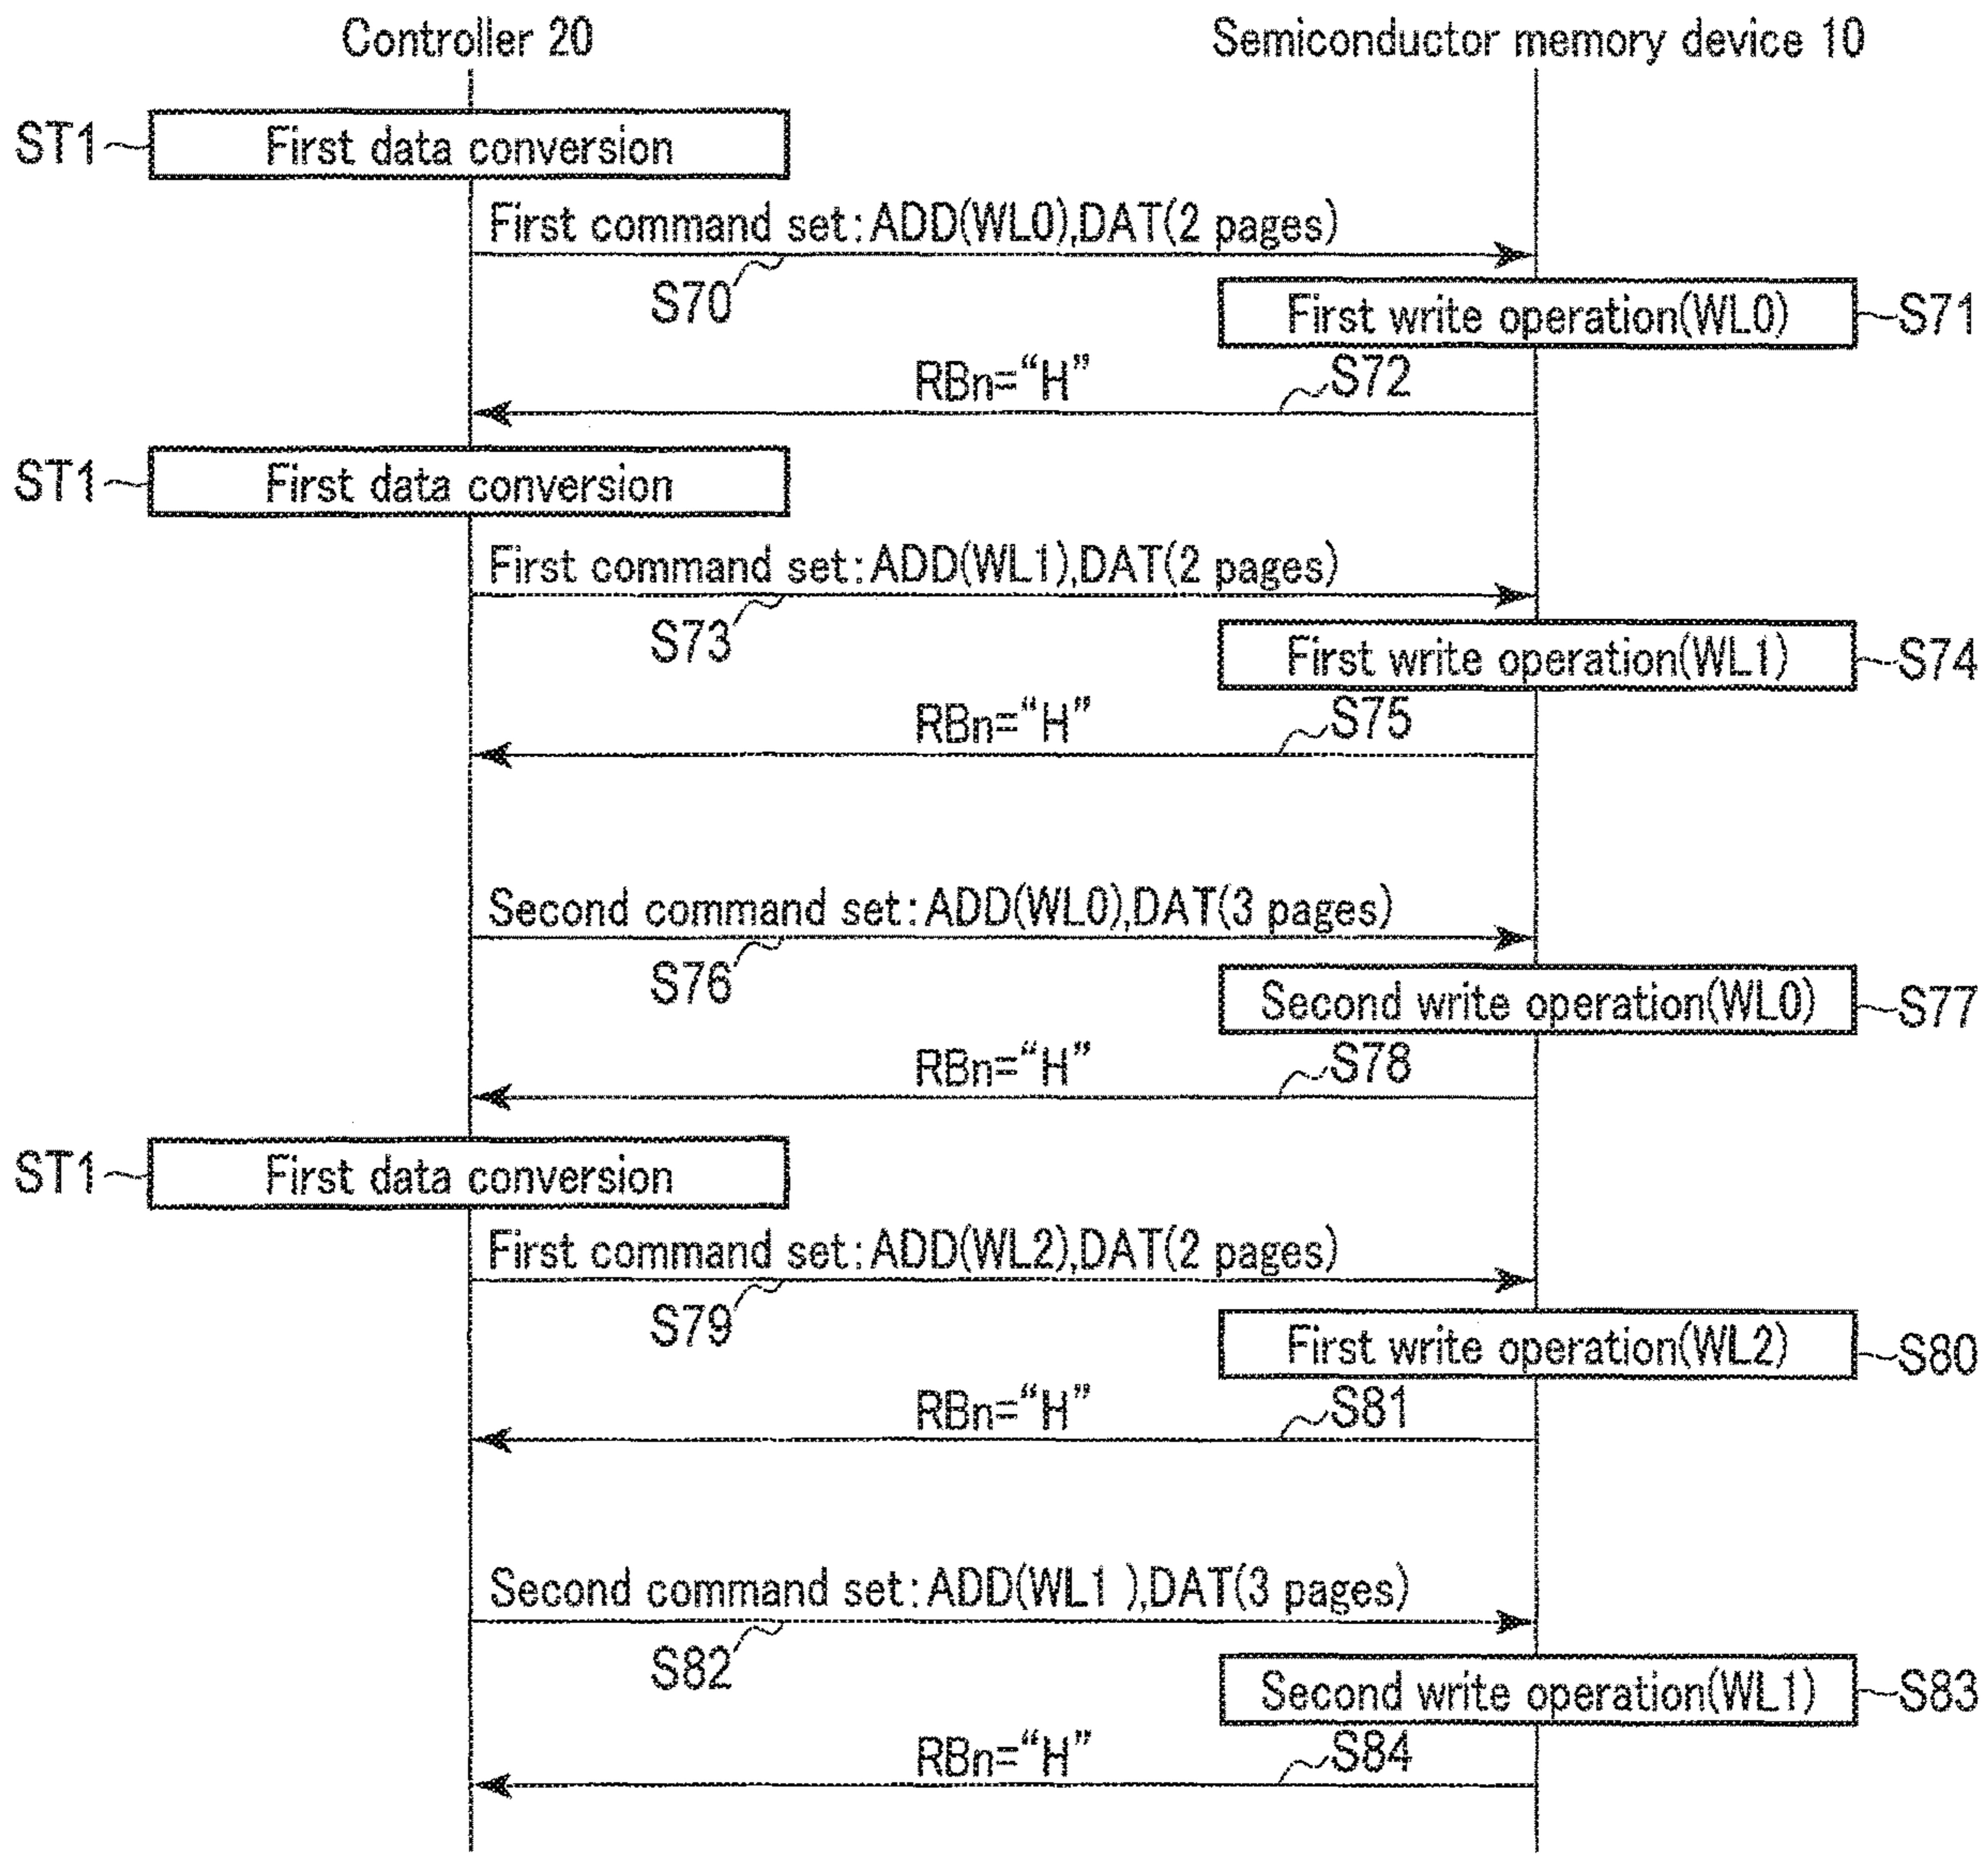 Controller 20
Semiconductor memory device 10
ST1
First data conversion
First command set:ADD(WL0),DAT(2 pages)
S70
First write operation(WL0)
S71
RBn=“H”
S72
ST1
First data conversion
First command set:ADD(WL1),DAT(2 pages)
S73
First write operation(WL1)
S74
RBn=“H”
S75
Second command set:ADD(WL0),DAT(3 pages)
S76
Second write operation(WL0)
S77
RBn=“H”
S78
ST1
First data conversion
First command set:ADD(WL2),DAT(2 pages)
S79
First write operation(WL2)
S80
RBn=“H”
S81
Second command set:ADD(WL1 ),DAT(3 pages)
S82
Second write operation(WL1)
S83
RBn=“H”
S84